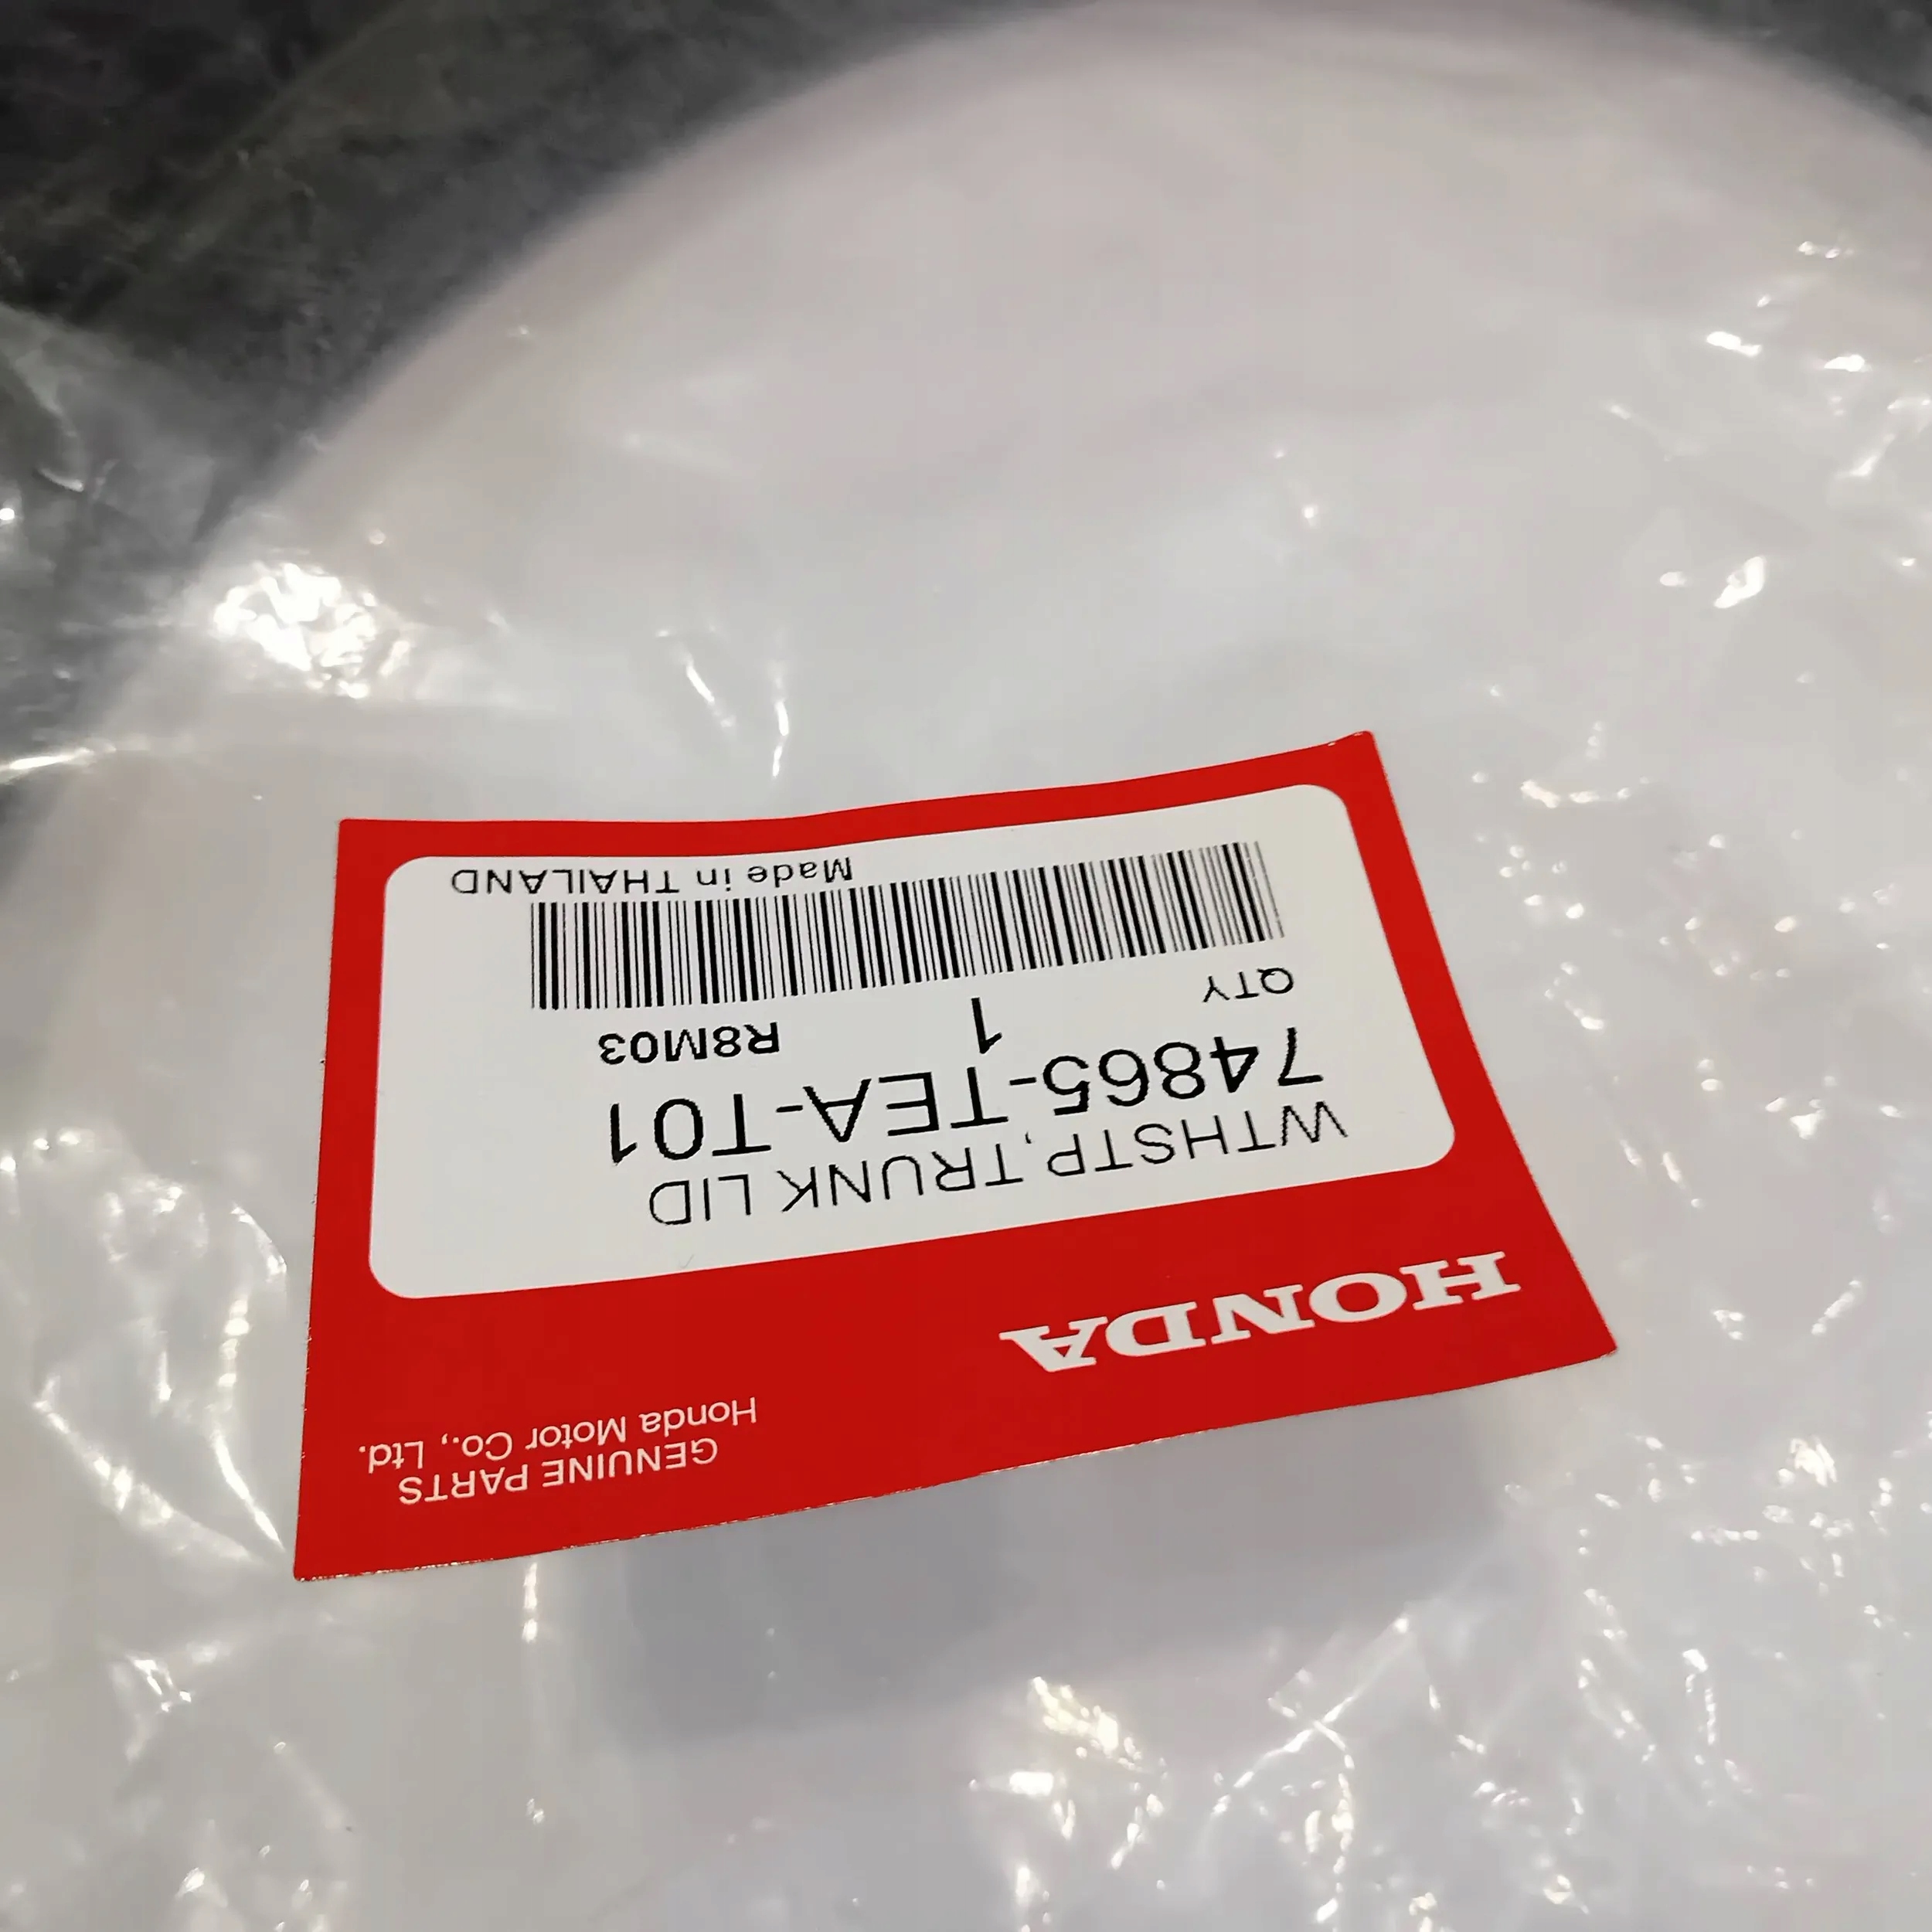 GENUINE PARTS
Honda Motor Co., Ltd.
HONDA
WTHSTP,TRUNK LID
74865-TEA-T01
1 R8M03
QTY
Made in THAILAND